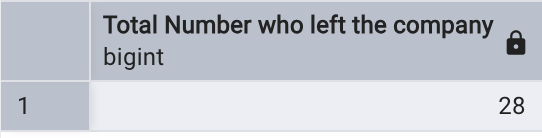 Total Number who left the company
bigint
1 28